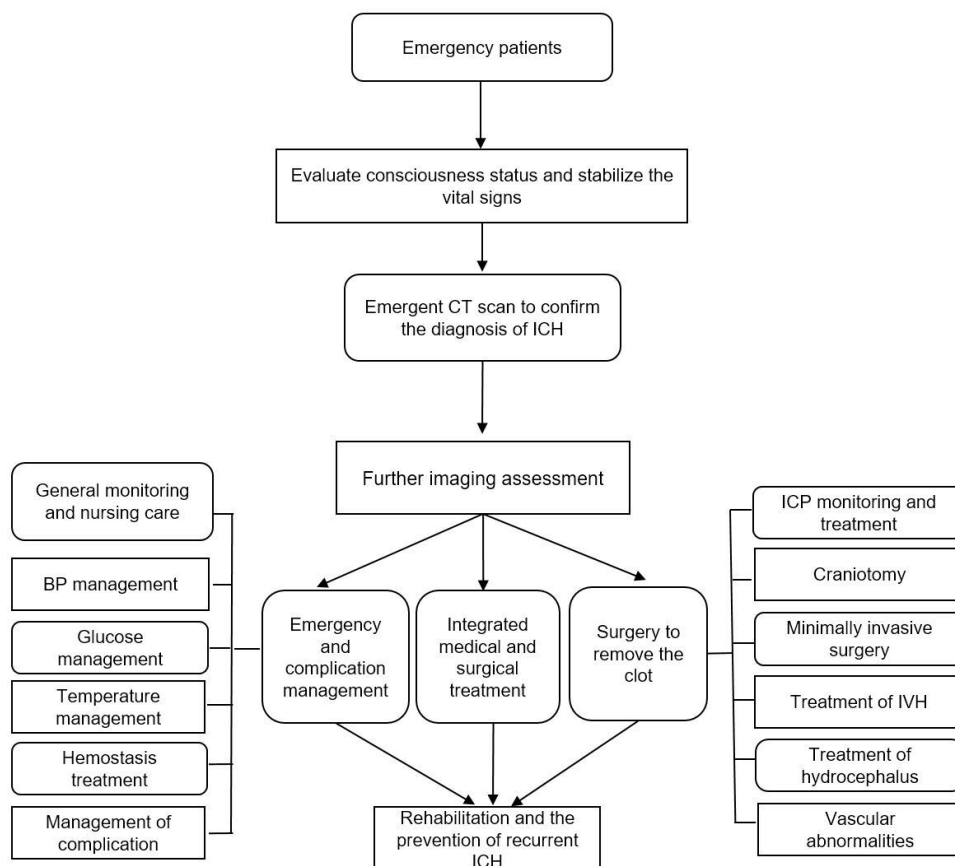 Emergency patients
Evaluate consciousness status and stabilize the
vital signs
Emergent CT scan to confirm
the diagnosis of ICH
Further imaging assessment
General monitoring
and nursing care
BP management
Glucose
management
Temperature
management
Hemostasis
treatment
Management of
complication
Emergency
and
complication
management
Integrated
medical and
surgical
treatment
Surgery to
remove the
clot
ICP monitoring and
treatment
Craniotomy
Minimally invasive
surgery
Treatment of IVH
Treatment of
hydrocephalus
Vascular
abnormalities
Rehabilitation and the
prevention of recurrent
ICH